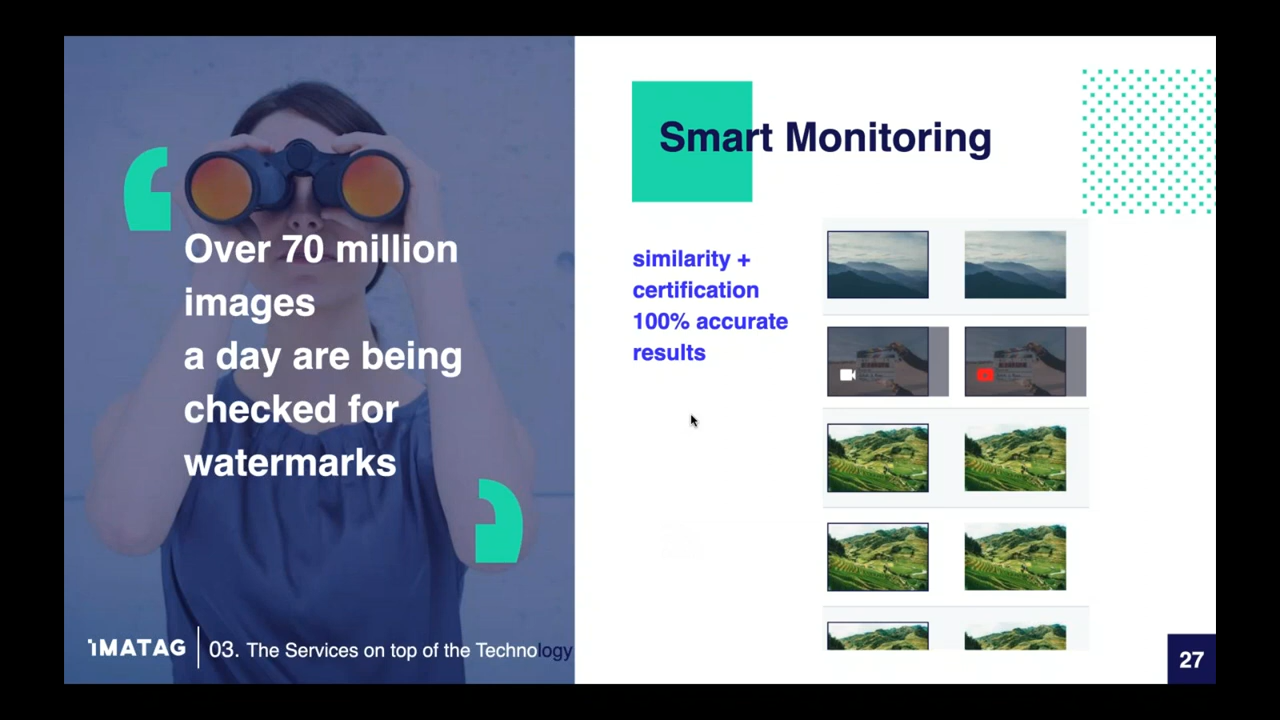 Over 70 million
images
a day are being
checked for
watermarks
IMATAG
03. The Services on top of the Technology
Smart Monitoring
similarity +
certification
100% accurate
results
27